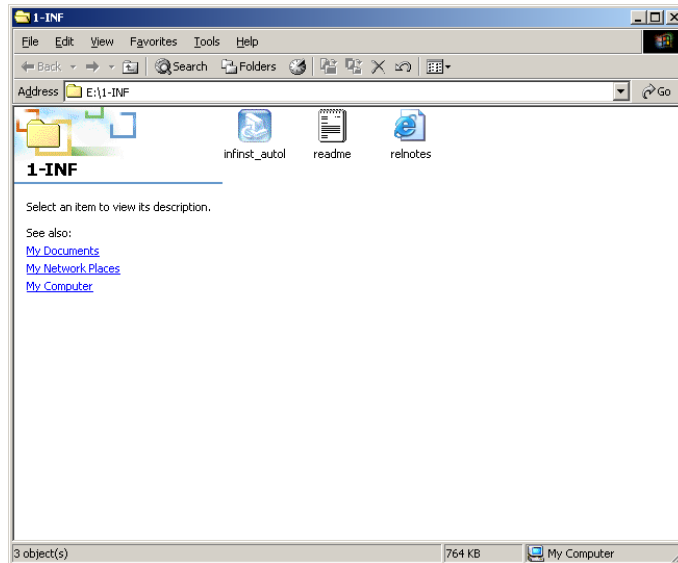 1-INF
File Edit View Favorites Tools Help
Back Search Folders
Address E:\1-INF Go
infinst_autol readme relnotes
1-INF
Select an item to view its description.
See also:
My Documents
My Network Places
My Computer
3 object(s) 764 KB My Computer